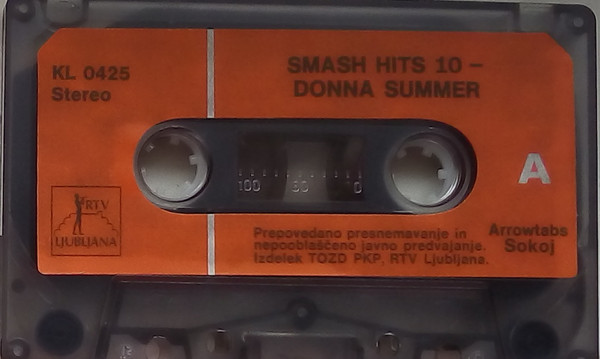 KL 0425
Stereo
SMASH HITS 10 –
DONNA SUMMER
A
100 50 0
RTV
LJUBLJANA
Prepovedano presnemavanje in
nepooblaščeno javno predvajanje.
Izdelek TOZD PKP, RTV Ljubljana.
Arrowtabs
Sokoj